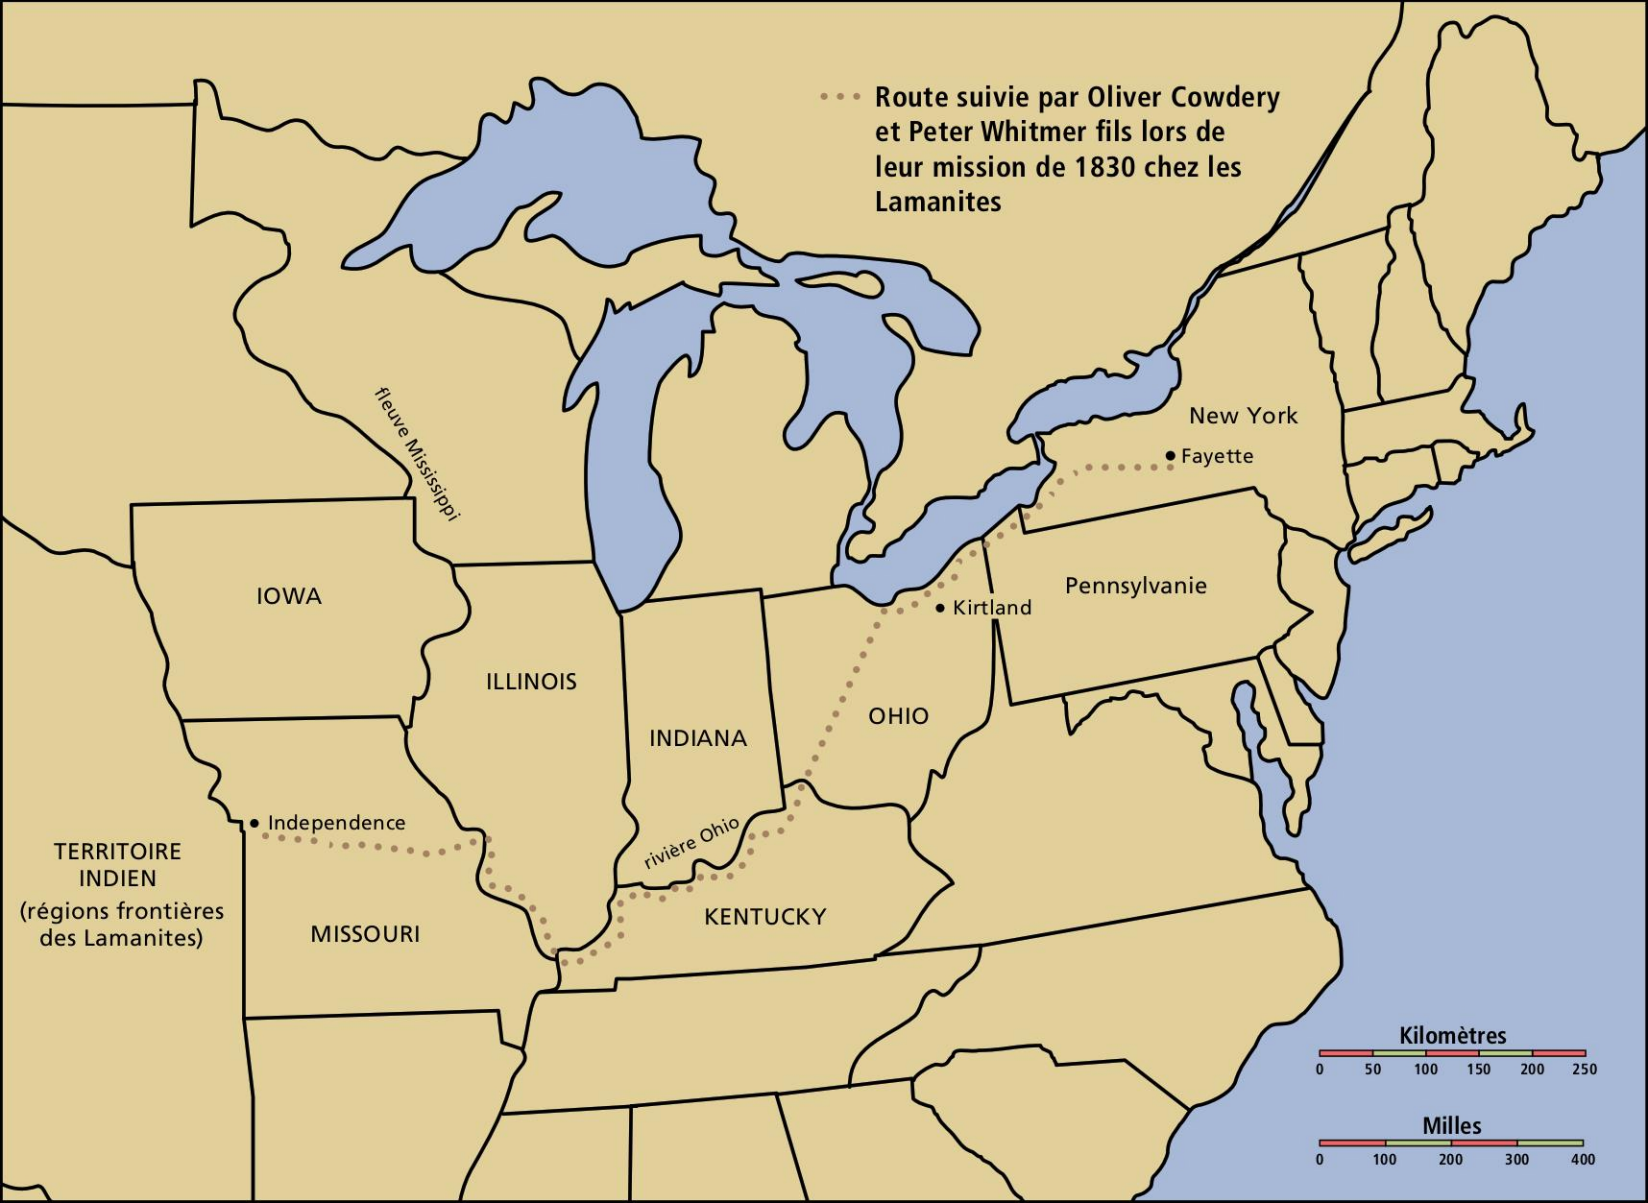 Route suivie par Oliver Cowdery
et Peter Whitmer fils lors de
leur mission de 1830 chez les
Lamanites
fleuve Mississippi
New York
Fayette
IOWA
Pennsylvanie
Kirtland
ILLINOIS
OHIO
INDIANA
Independence
rivière Ohio
TERRITOIRE
INDIEN
(régions frontières
des Lamanites)
MISSOURI
KENTUCKY
Kilomètres
0 50 100 150 200 250
Milles
0 100 200 300 400